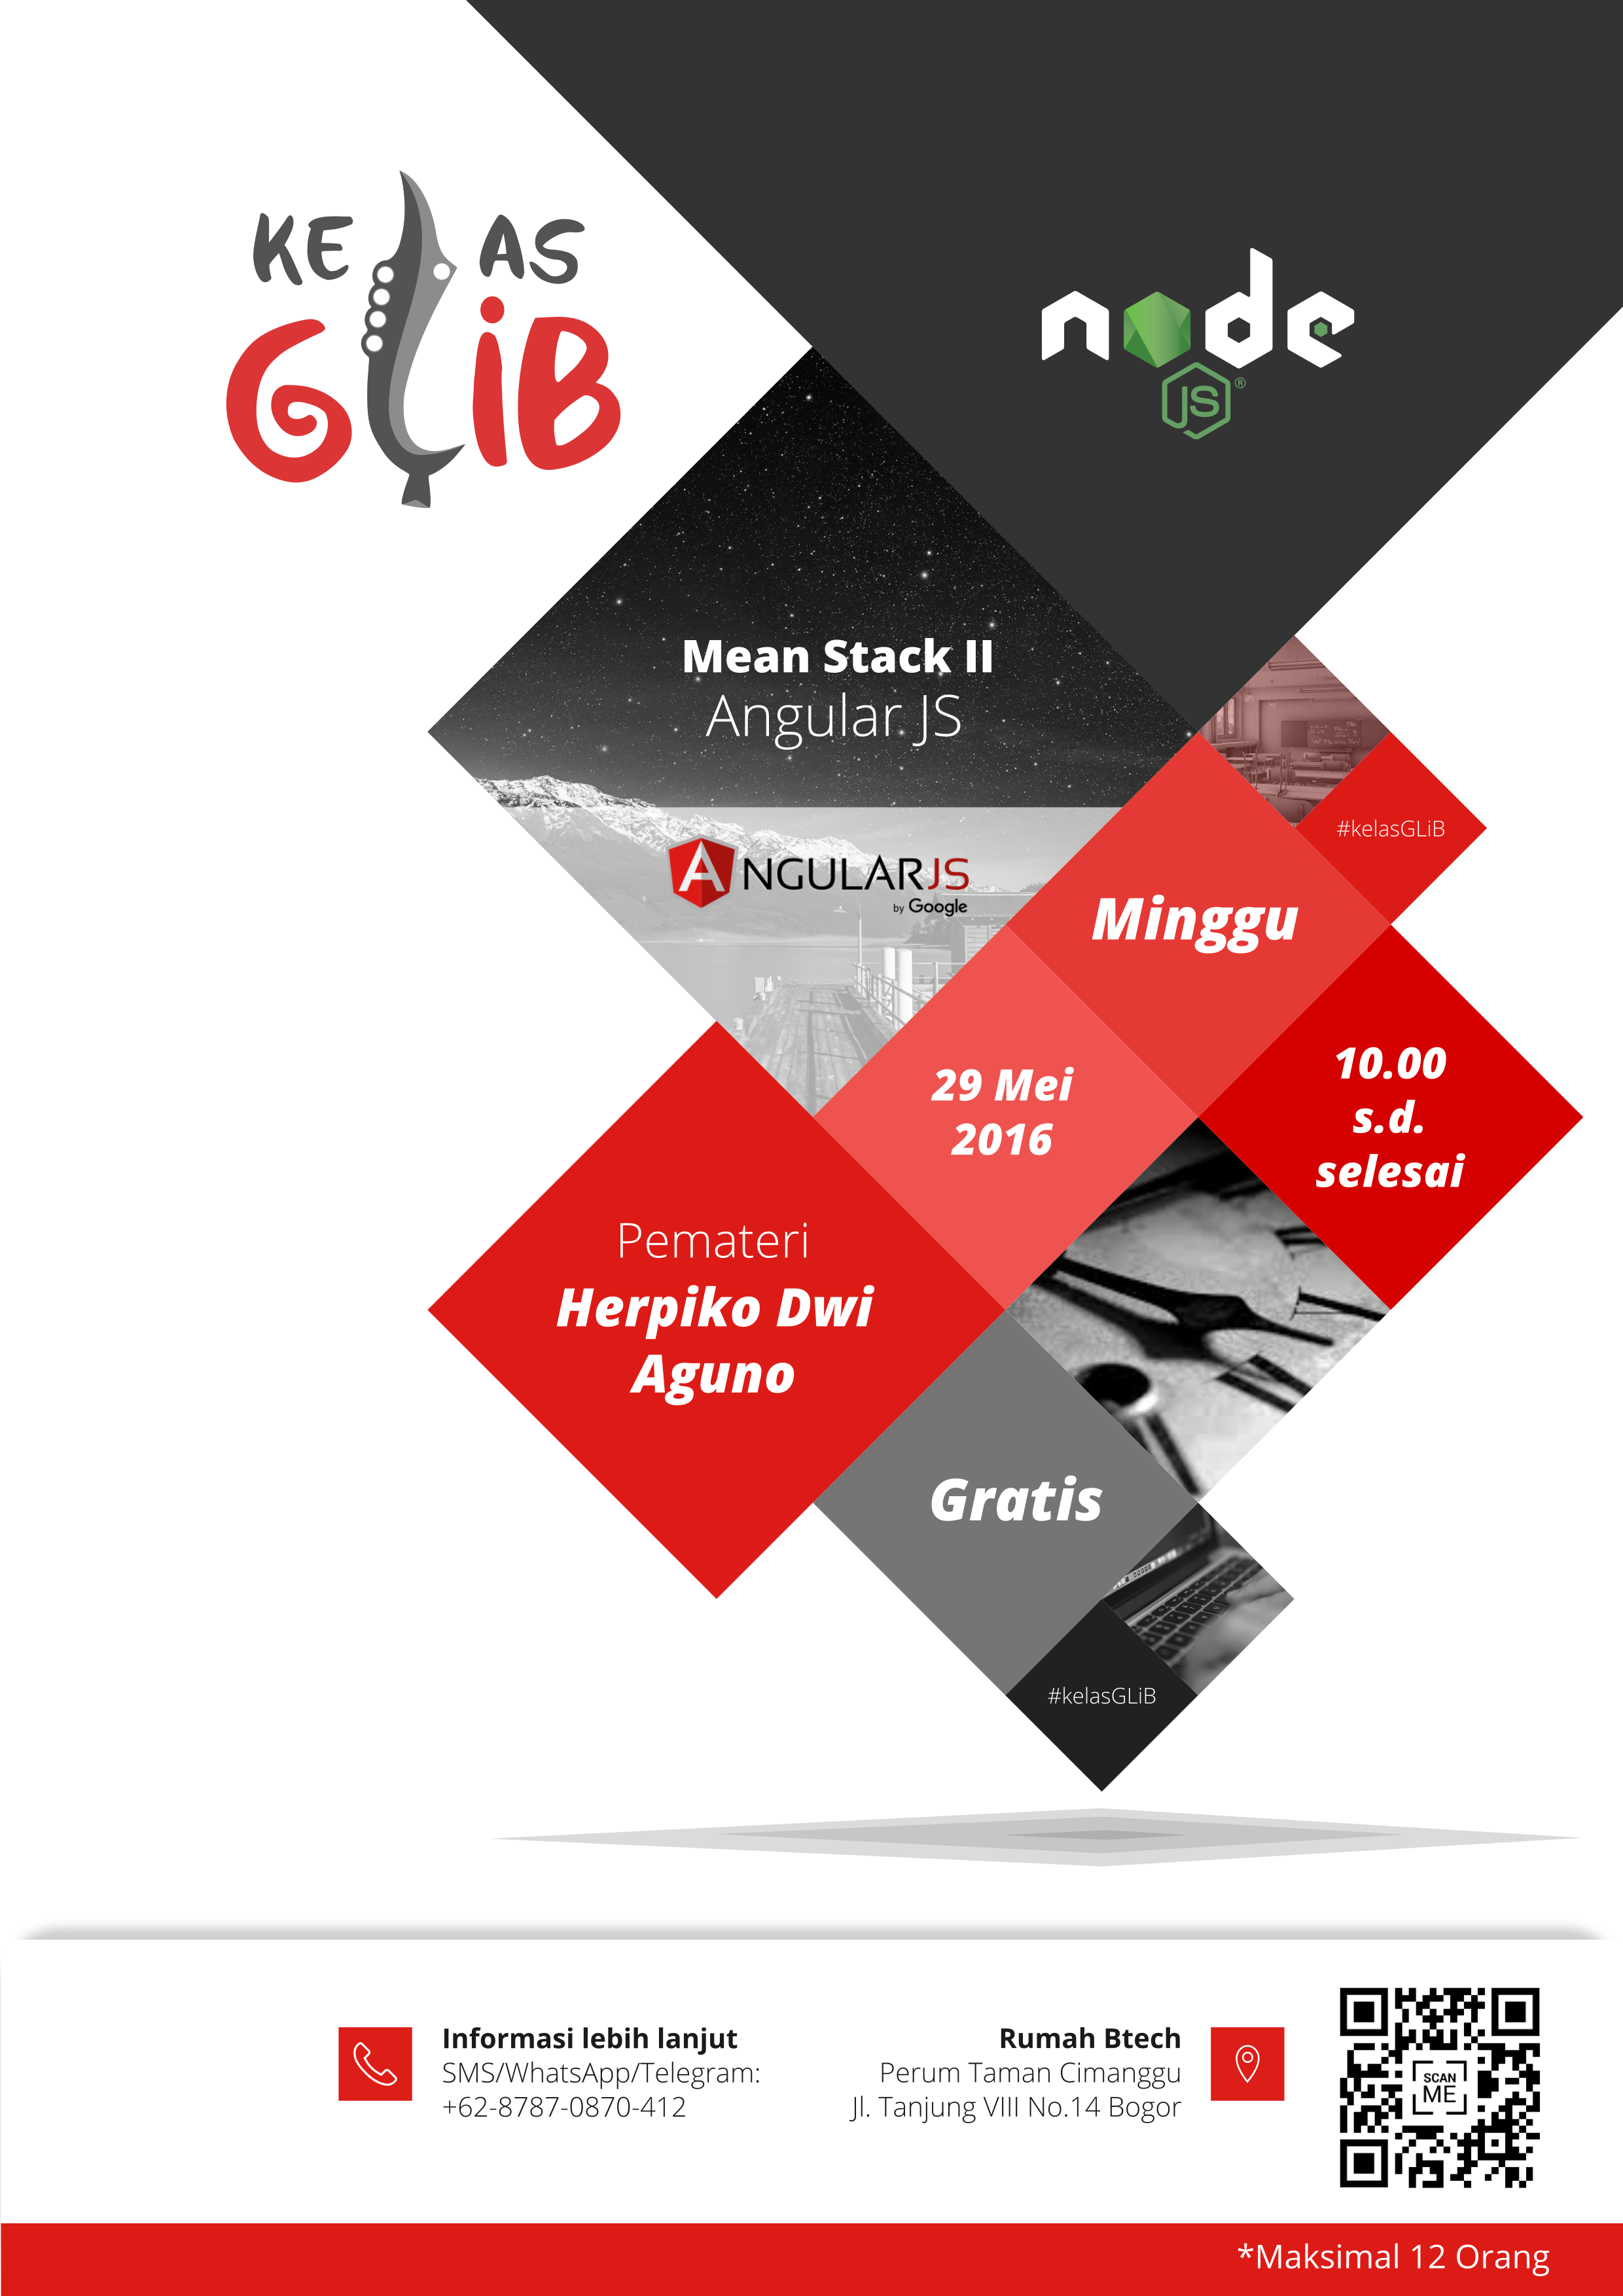 KELAS
GLiB
node
JS®
Mean Stack II
Angular JS
ANGULARJS
by Google
#kelasGLiB
Minggu
29 Mei
2016
10.00
s.d.
selesai
Pemateri
Herpiko Dwi
Aguno
Gratis
#kelasGLiB
Informasi lebih lanjut
SMS/WhatsApp/Telegram:
+62-8787-0870-412
Rumah Btech
Perum Taman Cimanggu
Jl. Tanjung VIII No.14 Bogor
SCAN
ME
*Maksimal 12 Orang